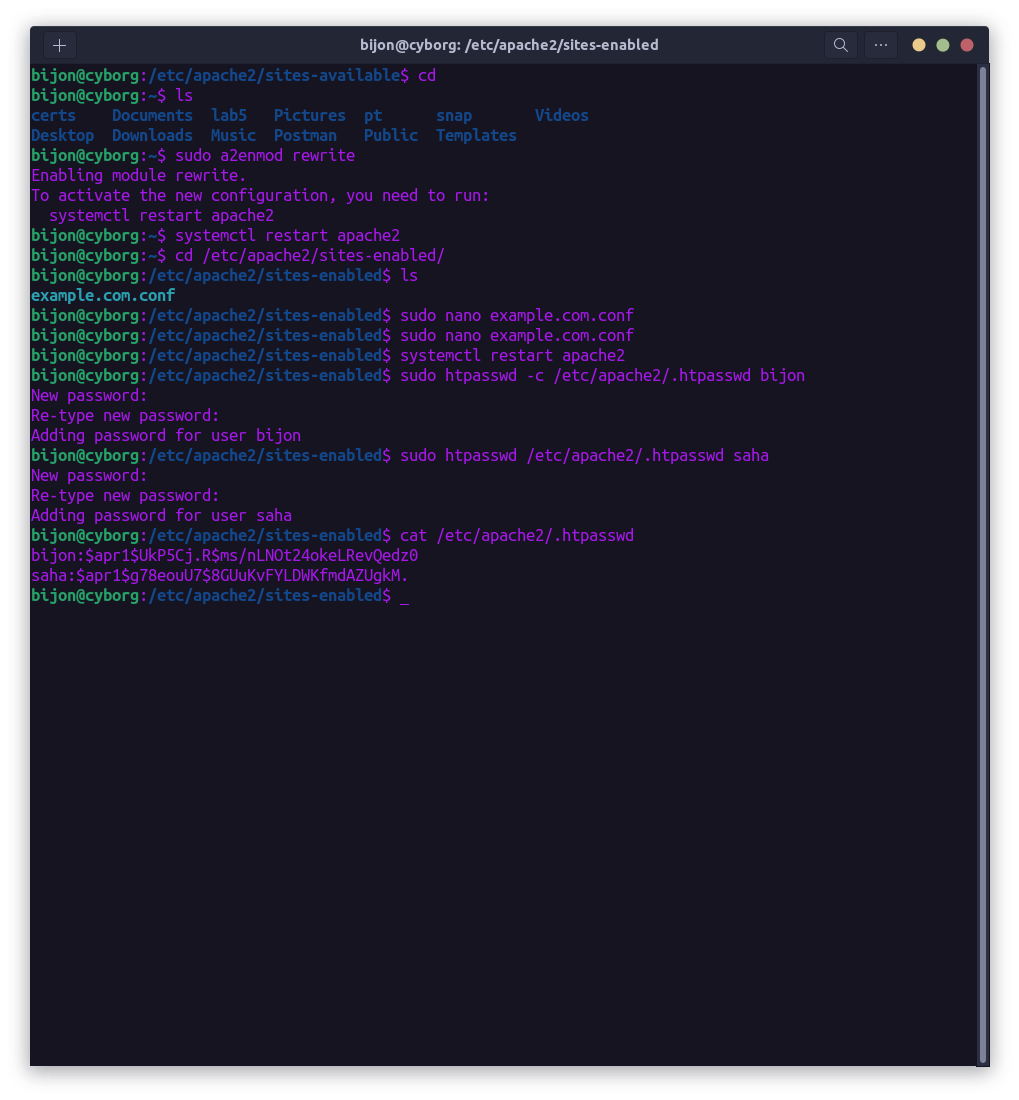 bijon@cyborg: /etc/apache2/sites-enabled
bijon@cyborg:/etc/apache2/sites-available$ cd
bijon@cyborg:~$ ls
certs    Documents  lab5   Pictures  pt      snap       Videos
Desktop  Downloads  Music  Postman   Public  Templates
bijon@cyborg:~$ sudo a2enmod rewrite
Enabling module rewrite.
To activate the new configuration, you need to run:
  systemctl restart apache2
bijon@cyborg:~$ systemctl restart apache2
bijon@cyborg:~$ cd /etc/apache2/sites-enabled/
bijon@cyborg:/etc/apache2/sites-enabled$ ls
example.com.conf
bijon@cyborg:/etc/apache2/sites-enabled$ sudo nano example.com.conf
bijon@cyborg:/etc/apache2/sites-enabled$ sudo nano example.com.conf
bijon@cyborg:/etc/apache2/sites-enabled$ systemctl restart apache2
bijon@cyborg:/etc/apache2/sites-enabled$ sudo htpasswd -c /etc/apache2/.htpasswd bijon
New password:
Re-type new password:
Adding password for user bijon
bijon@cyborg:/etc/apache2/sites-enabled$ sudo htpasswd /etc/apache2/.htpasswd saha
New password:
Re-type new password:
Adding password for user saha
bijon@cyborg:/etc/apache2/sites-enabled$ cat /etc/apache2/.htpasswd
bijon:$apr1$UkP5Cj.R$ms/nLNOt24okeLRevQedz0
saha:$apr1$g78eouU7$8GUuKvFYLDWKfmdAZUgkM.
bijon@cyborg:/etc/apache2/sites-enabled$ _